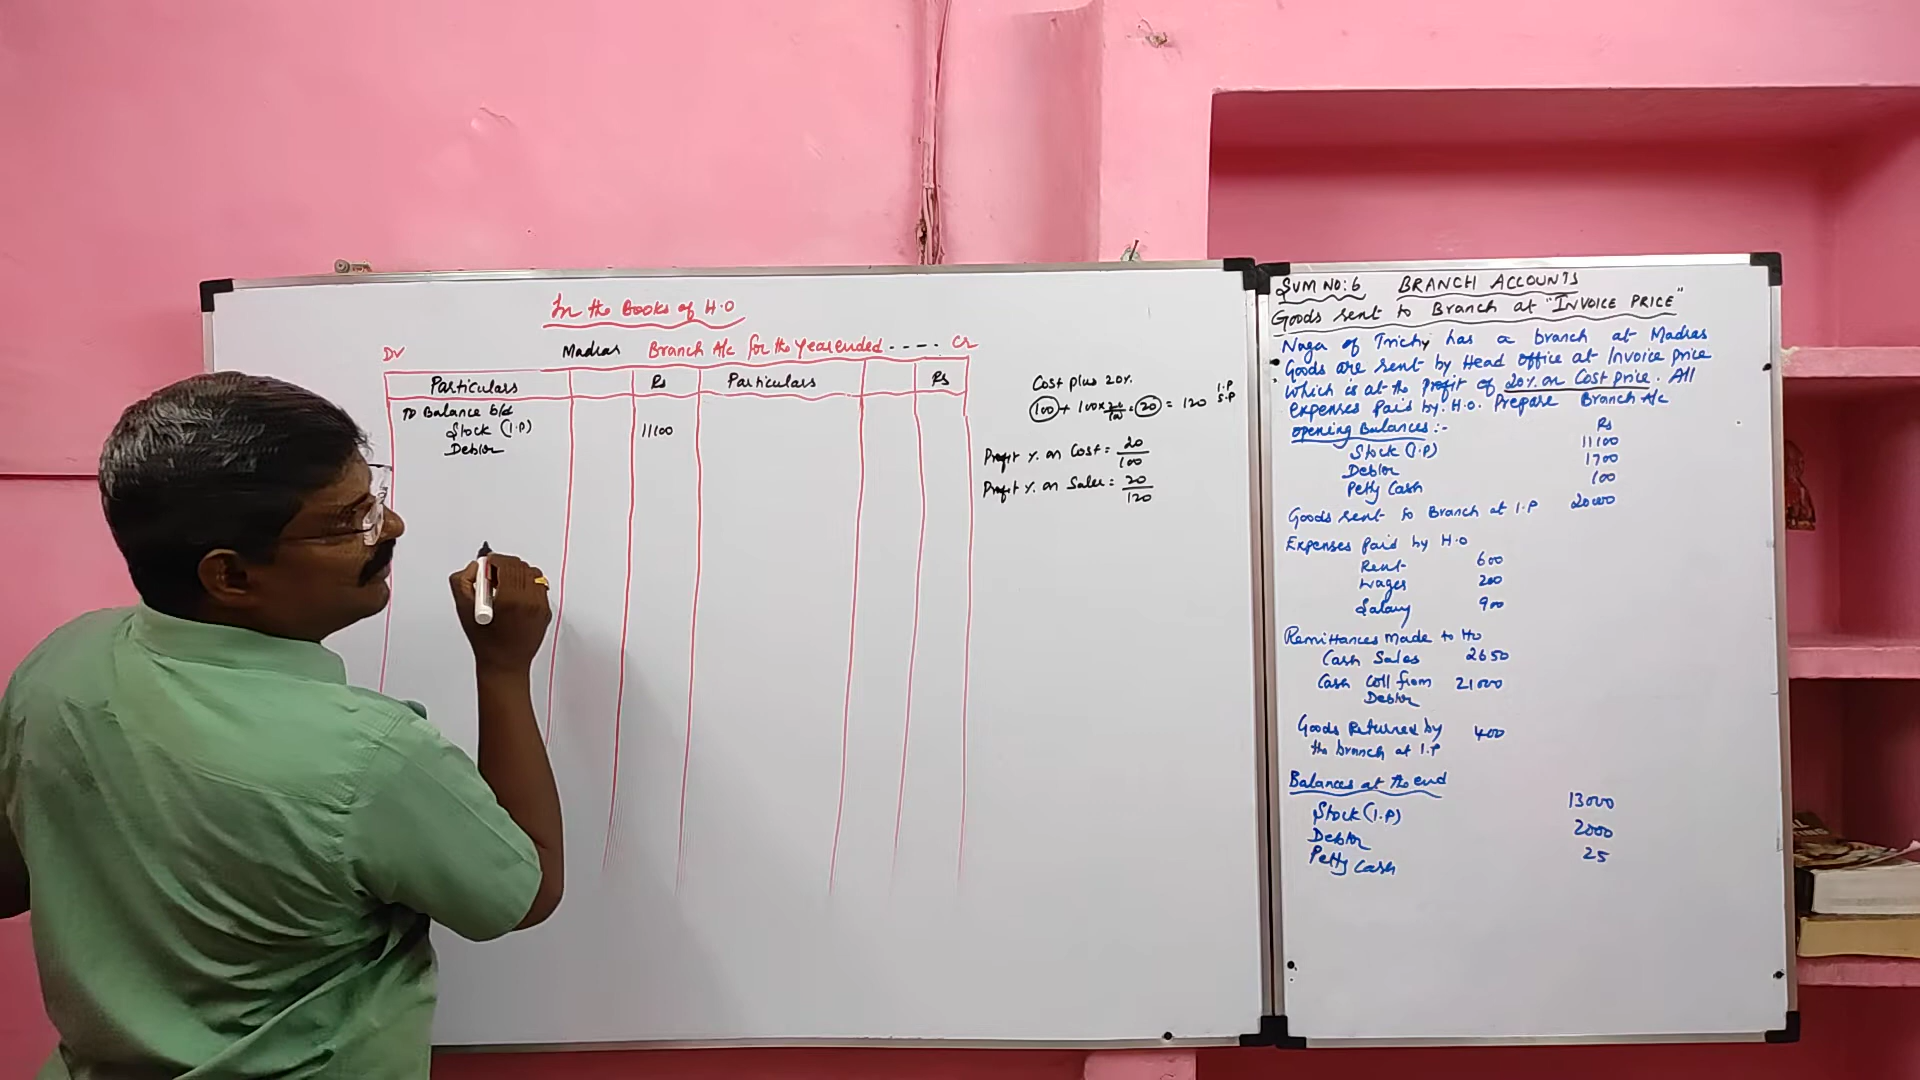 In the Books of H.O
Dr Madras Branch A/c for the Year ended - - - - Cr
Particulars Rs Particulars Rs
To Balance b/d
Stock (I.P) 11100
Debtor
Cost plus 20%
100 + 100x20/100 = 20 = 120 I.P S.P
Profit % on Cost = 20/100
Profit % on Sales = 20/120
SUM NO: 6 BRANCH ACCOUNTS
Goods sent to Branch at "INVOICE PRICE"
Naga of Trichy has a branch at Madras
Goods are sent by Head office at Invoice price
which is at the profit of 20% on Cost price. All
expenses paid by H.O. Prepare Branch A/c
Opening Balances :- Rs
Stock (I.P) 11100
Debtor 1700
Petty Cash 100
Goods sent to Branch at I.P 20000
Expenses paid by H.O
Rent 600
Wages 200
Salary 900
Remittances made to HO
Cash Sales 2650
Cash Coll from 21000
Debtor
Goods Returned by 400
the branch at I.P
Balances at the end
Stock (I.P) 13000
Debtor 2000
Petty Cash 25